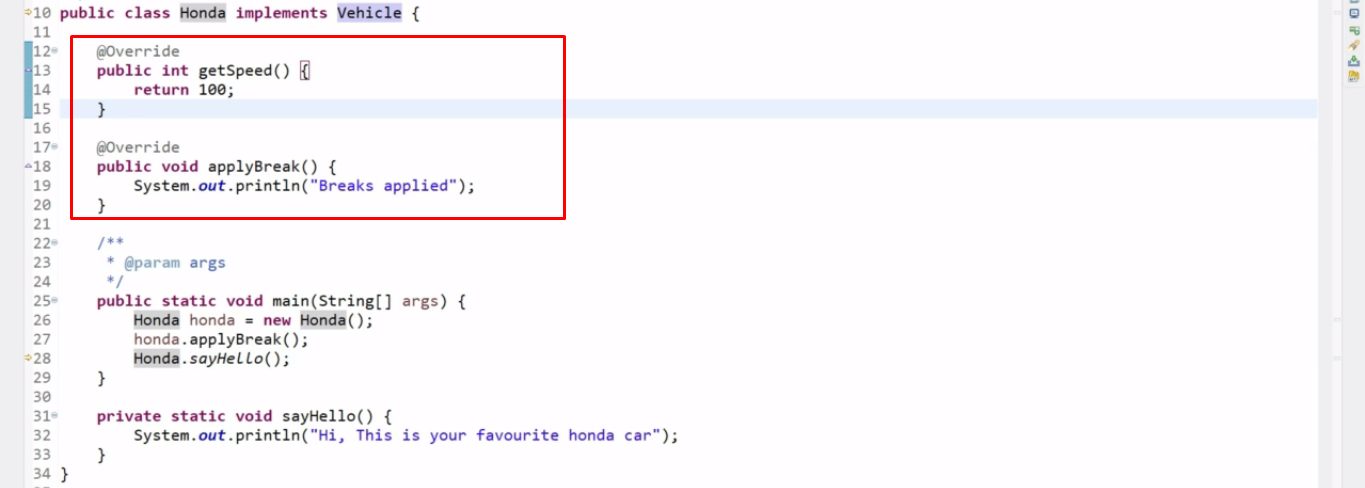 10 public class Honda implements Vehicle {
11
12 @Override
13 public int getSpeed() {
14 return 100;
15 }
16
17 @Override
18 public void applyBreak() {
19 System.out.println("Breaks applied");
20 }
21
22 /**
23 * @param args
24 */
25 public static void main(String[] args) {
26 Honda honda = new Honda();
27 honda.applyBreak();
28 Honda.sayHello();
29 }
30
31 private static void sayHello() {
32 System.out.println("Hi, This is your favourite honda car");
33 }
34 }